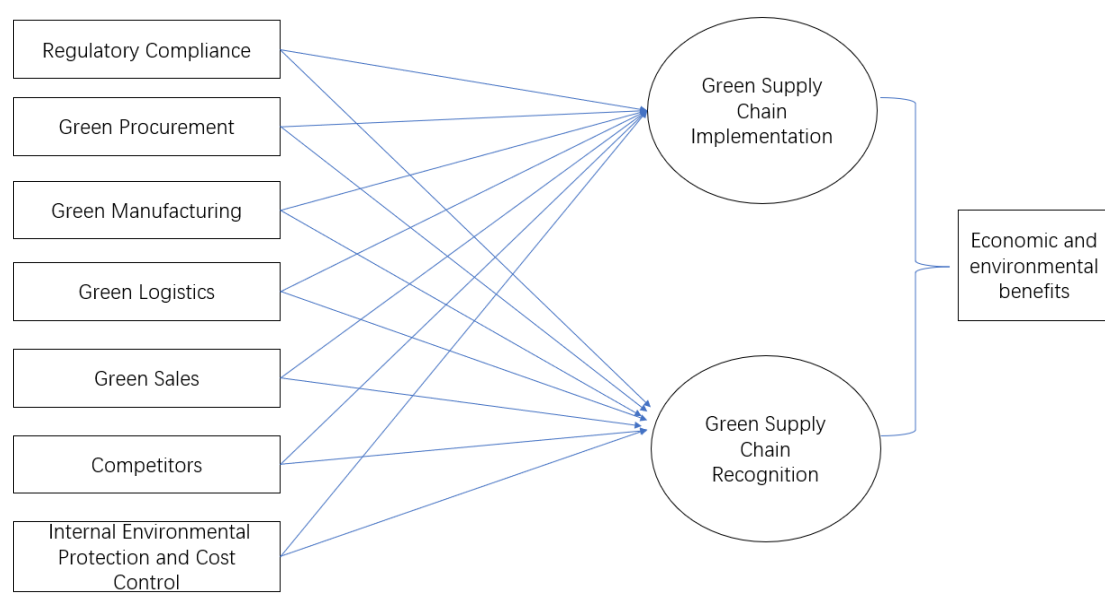 Regulatory Compliance
Green Procurement
Green Manufacturing
Green Logistics
Green Sales
Competitors
Internal Environmental
Protection and Cost
Control
Green Supply
Chain
Implementation
Green Supply
Chain
Recognition
Economic and
environmental
benefits